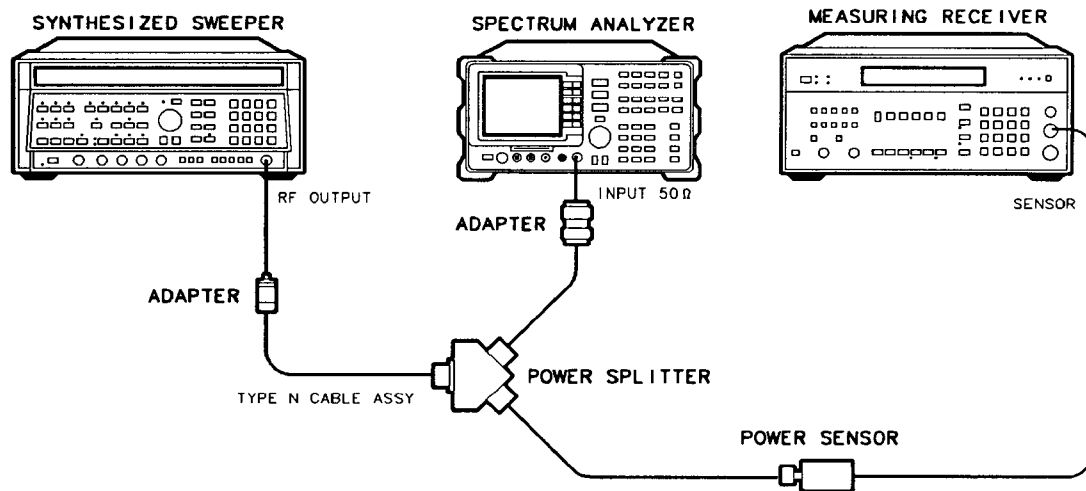 SYNTHESIZED SWEEPER
SPECTRUM ANALYZER
MEASURING RECEIVER
RF OUTPUT
INPUT 50Ω
SENSOR
ADAPTER
ADAPTER
TYPE N CABLE ASSY
POWER SPLITTER
POWER SENSOR